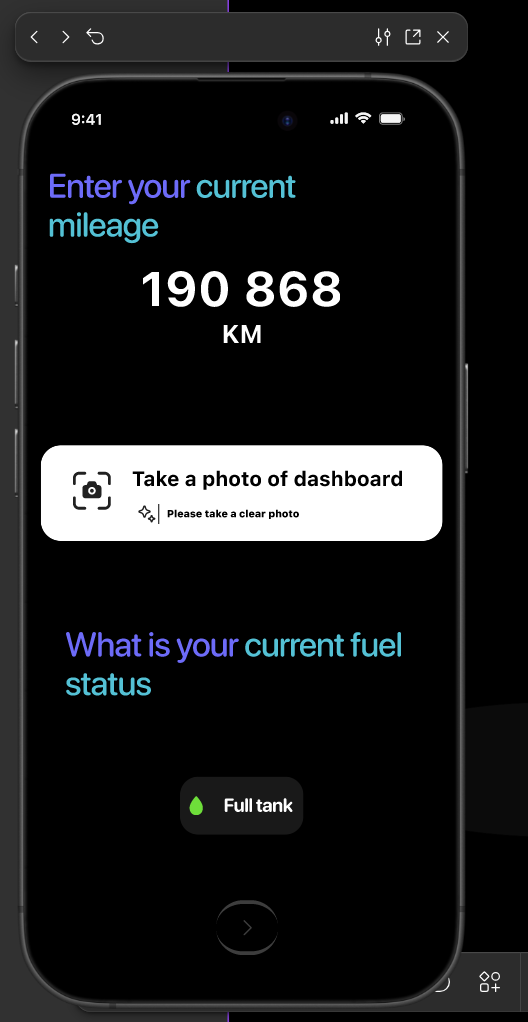 9:41
Enter your current
mileage
190 868
KM
Take a photo of dashboard
Please take a clear photo
What is your current fuel
status
Full tank